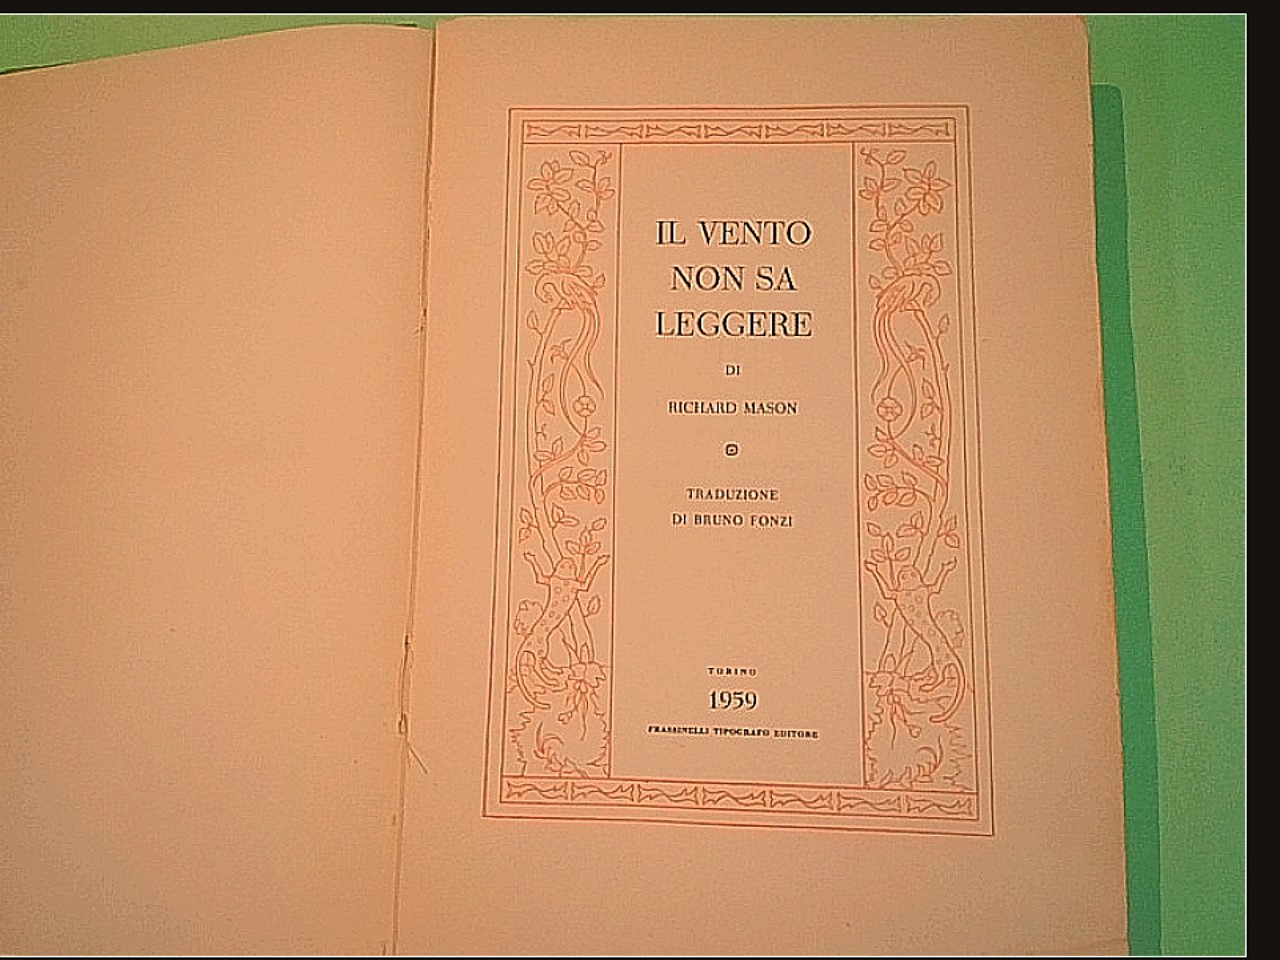 IL VENTO
NON SA
LEGGERE
DI
RICHARD MASON
TRADUZIONE
DI BRUNO FONZI
TORINO
1959
FRASSINELLI TIPOGRAFO EDITORE